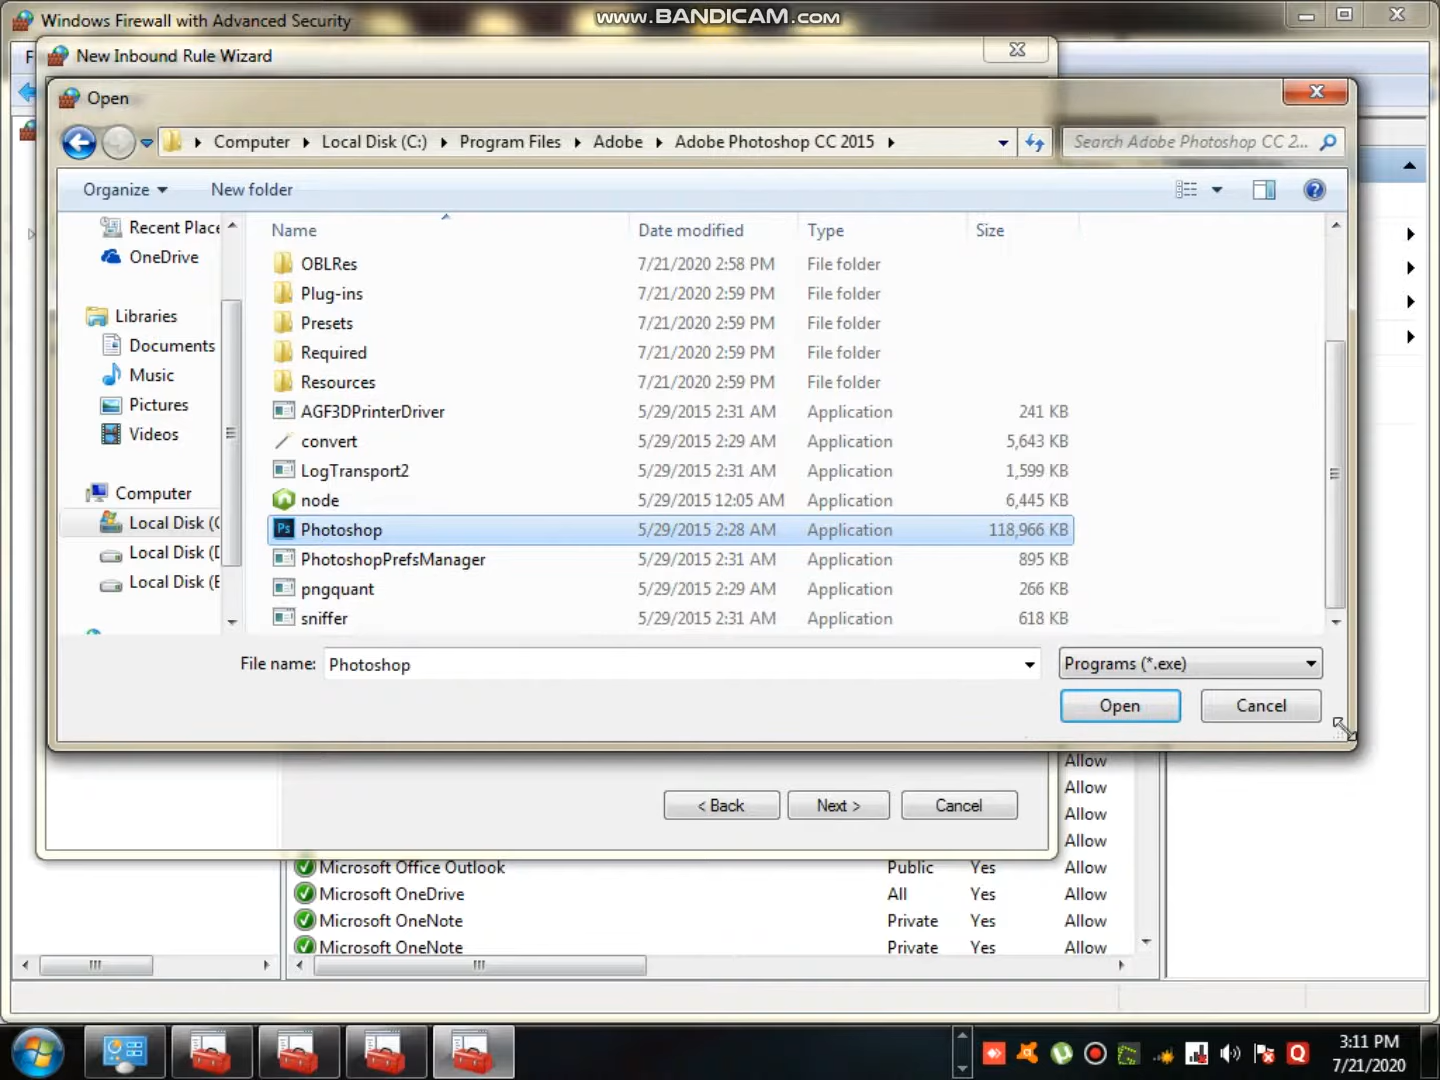 Windows Firewall with Advanced Security
www.BANDICAM.com
F
New Inbound Rule Wizard
Open
Computer
Local Disk (C:)
Program Files
Adobe
Adobe Photoshop CC 2015
Search Adobe Photoshop CC 2...
Organize
New folder
Name
Date modified
Type
Size
Recent Place
OneDrive
Libraries
Documents
Music
Pictures
Videos
Computer
Local Disk (C
Local Disk (D
Local Disk (E
OBLRes 7/21/2020 2:58 PM File folder
Plug-ins 7/21/2020 2:59 PM File folder
Presets 7/21/2020 2:59 PM File folder
Required 7/21/2020 2:59 PM File folder
Resources 7/21/2020 2:59 PM File folder
AGF3DPrinterDriver 5/29/2015 2:31 AM Application 241 KB
convert 5/29/2015 2:29 AM Application 5,643 KB
LogTransport2 5/29/2015 2:31 AM Application 1,599 KB
node 5/29/2015 12:05 AM Application 6,445 KB
Ps Photoshop 5/29/2015 2:28 AM Application 118,966 KB
PhotoshopPrefsManager 5/29/2015 2:31 AM Application 895 KB
pngquant 5/29/2015 2:29 AM Application 266 KB
sniffer 5/29/2015 2:31 AM Application 618 KB
File name: Photoshop
Programs (*.exe)
Open
Cancel
Allow
Allow
Allow
Allow
< Back
Next >
Cancel
Microsoft Office Outlook Public Yes Allow
Microsoft OneDrive All Yes Allow
Microsoft OneNote Private Yes Allow
Microsoft OneNote Private Yes Allow
3:11 PM
7/21/2020